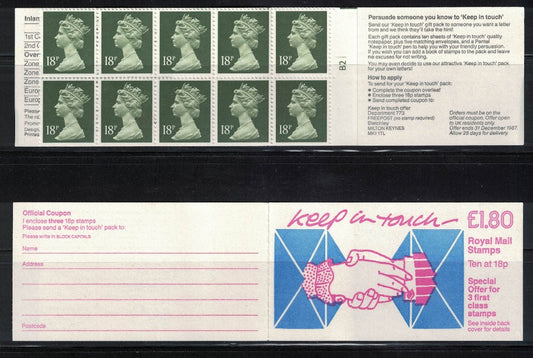 Inlan
1st C
2nd C
Over
Zone
Zone
Zone
Europ
Europ
Design
Printe
18P 18P 18P 18P 18P
18P 18P 18P 18P 18P
B2
Persuade someone you know to 'Keep in touch'
Send our 'Keep in touch' gift pack to someone you want a letter
from and we think they'll take the hint!
Each gift pack contains ten sheets of 'Keep in touch' quality
notepaper, plus five matching envelopes, and a Pentel
'Keep in touch' pen to help you with your friendly persuasion.
If you wish you can add a book of stamps to the pack and leave
no excuses for not writing.
You may even decide to use our attractive 'Keep in touch' pack
for your own letters!
How to apply
To send for your 'Keep in touch' pack:
● Complete the coupon overleaf
● Enclose three 18p stamps
● Send completed coupon to:
Keep in touch offer
Department 773
FREEPOST (no stamp required)
Bletchley
MILTON KEYNES
MK1 1TL
Orders must be on the
official coupon. Offer open
to UK residents only.
Offer ends 31 December 1987.
Allow 25 days for delivery.
Official Coupon
I enclose three 18p stamps
Please send a 'Keep in touch' pack to:
Please write in BLOCK CAPITALS
Name
Address
Postcode
keep in touch
£1.80
Royal Mail
Stamps
Ten at 18p
Special
Offer for
3 first
class
stamps
See inside back
cover for details